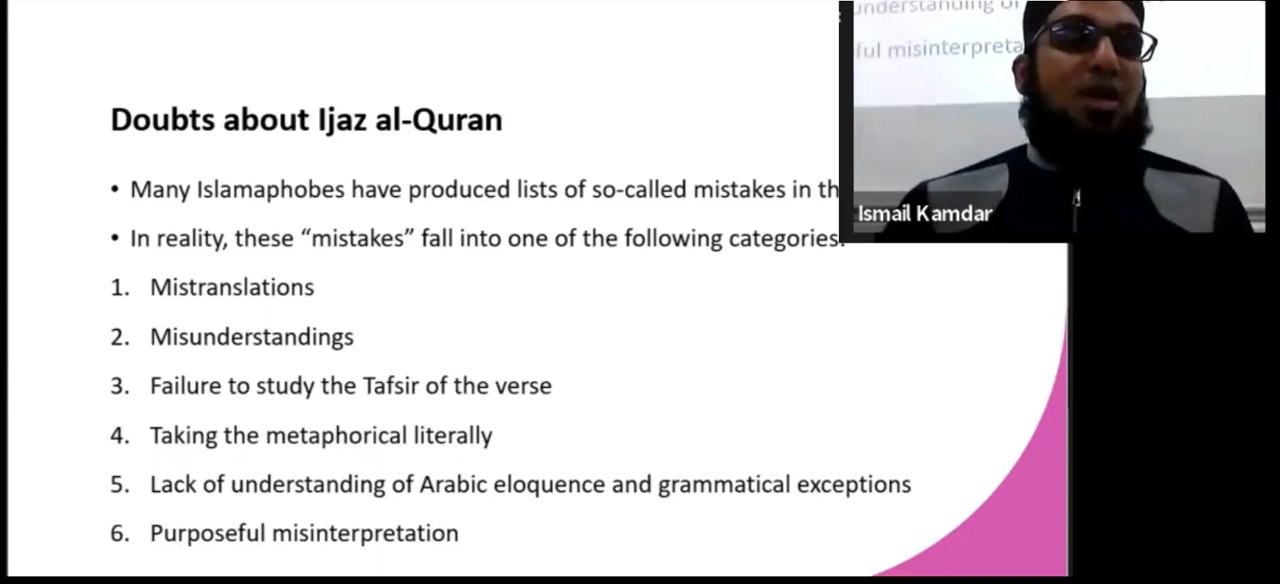 Doubts about Ijaz al-Quran
• Many Islamaphobes have produced lists of so-called mistakes in th
• In reality, these “mistakes” fall into one of the following categories:
1. Mistranslations
2. Misunderstandings
3. Failure to study the Tafsir of the verse
4. Taking the metaphorical literally
5. Lack of understanding of Arabic eloquence and grammatical exceptions
6. Purposeful misinterpretation
understanding of
ful misinterpreta
Ismail Kamdar